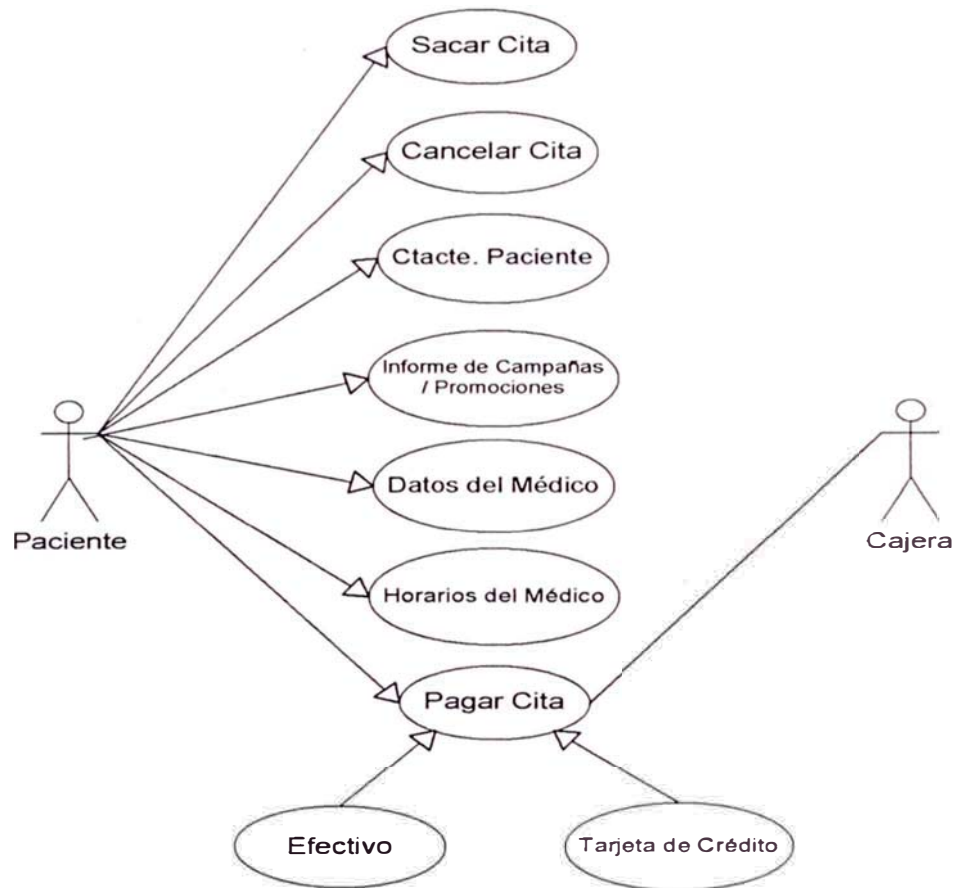 Sacar Cita
Cancelar Cita
Ctacte. Paciente
Informe de Campañas
/ Promociones
Datos del Médico
Paciente
Cajera
Horarios del Médico
Pagar Cita
Efectivo
Tarjeta de Crédito